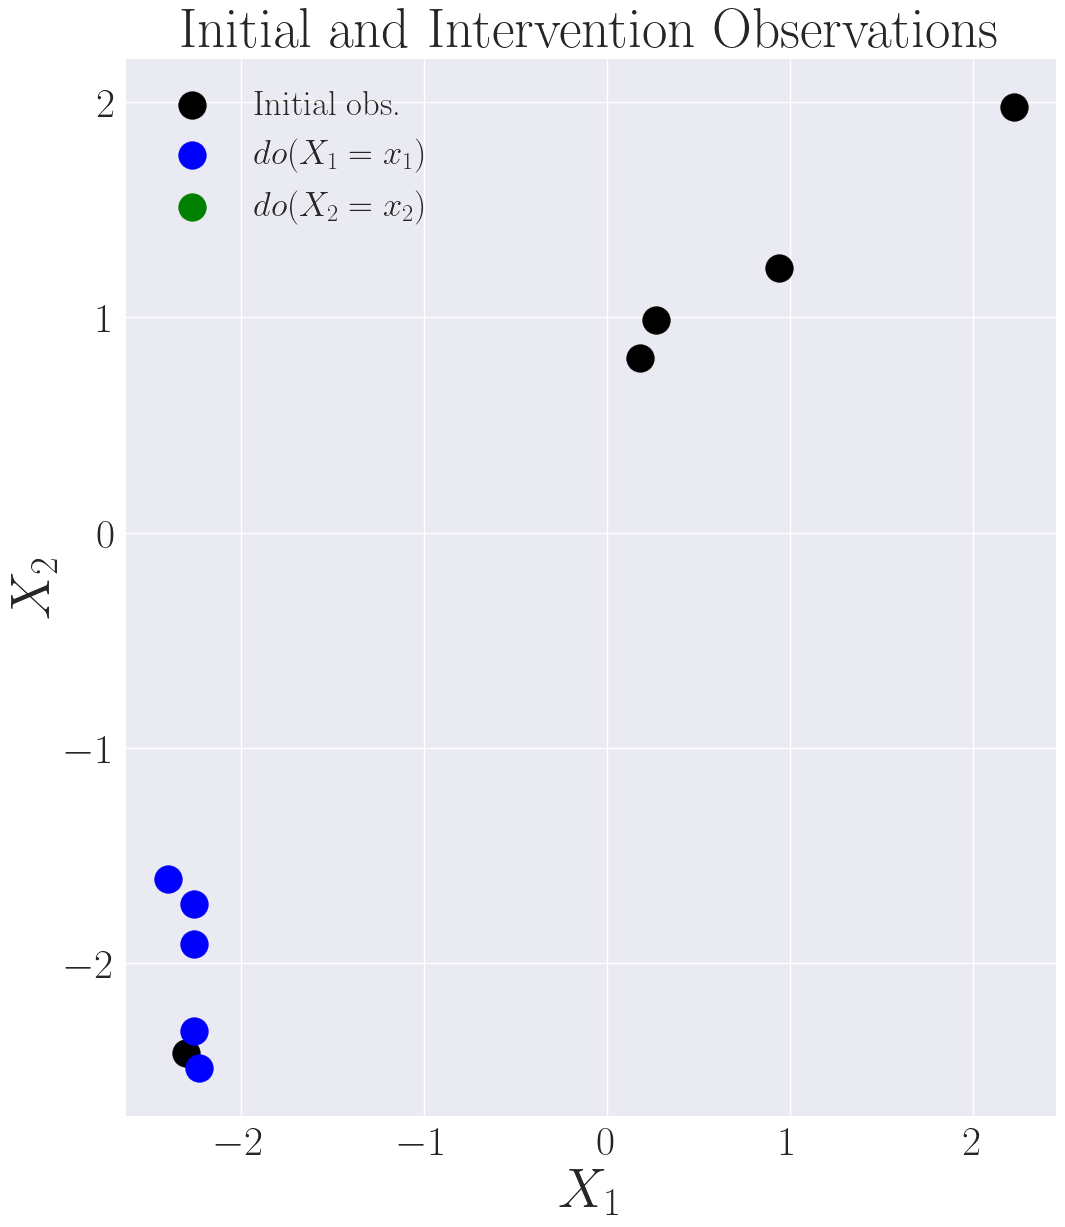 Initial and Intervention Observations
Initial obs.
do(X₁ = x₁)
do(X₂ = x₂)
2
1
0
−1
−2
X₂
−2
−1
0
1
2
X₁